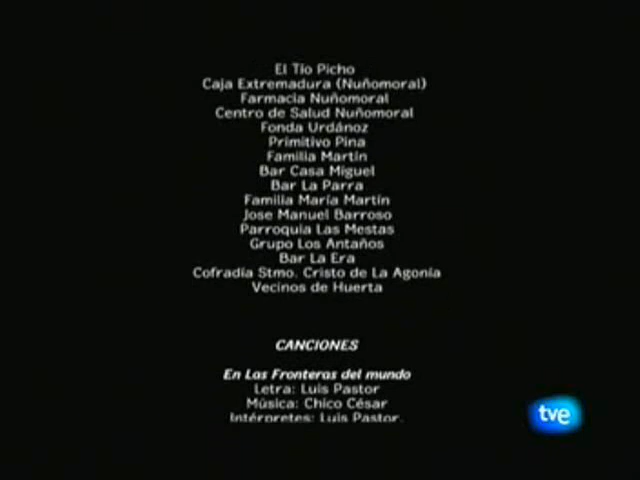 El Tío Picho
Caja Extremadura (Nuñomoral)
Farmacia Nuñomoral
Centro de Salud Nuñomoral
Fonda Urdánoz
Primitivo Pina
Familia Martín
Bar Casa Miguel
Bar La Parra
Familia María Martín
Jose Manuel Barroso
Parroquia Las Mestas
Grupo Los Antaños
Bar La Era
Cofradía Stmo. Cristo de La Agonía
Vecinos de Huerta
CANCIONES
En Las Fronteras del mundo
Letra: Luis Pastor
Música: Chico César
Intérpretes: Luis Pastor.
tve